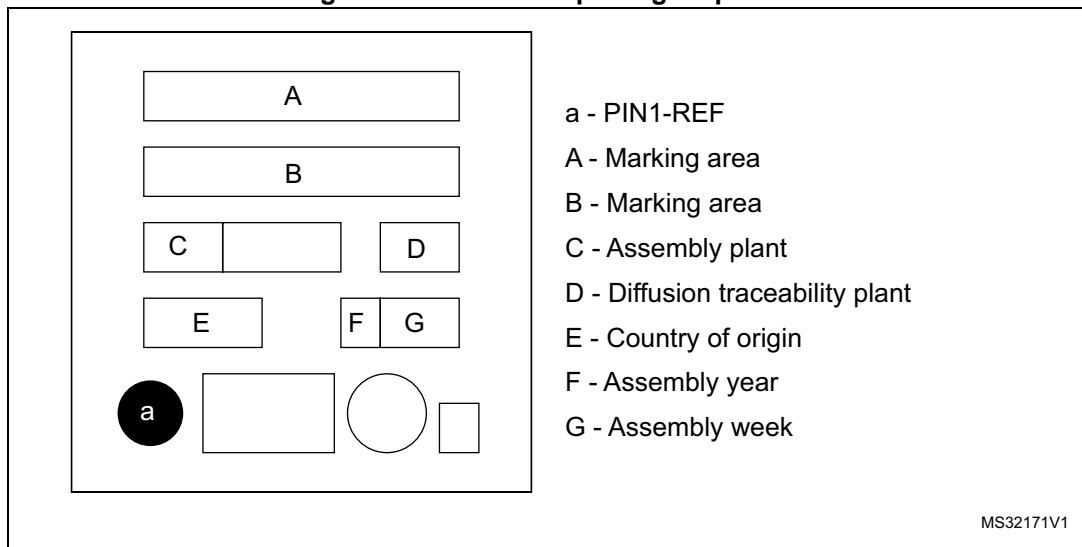 A
B
C
D
E
F
G
a
a - PIN1-REF
A - Marking area
B - Marking area
C - Assembly plant
D - Diffusion traceability plant
E - Country of origin
F - Assembly year
G - Assembly week
MS32171V1